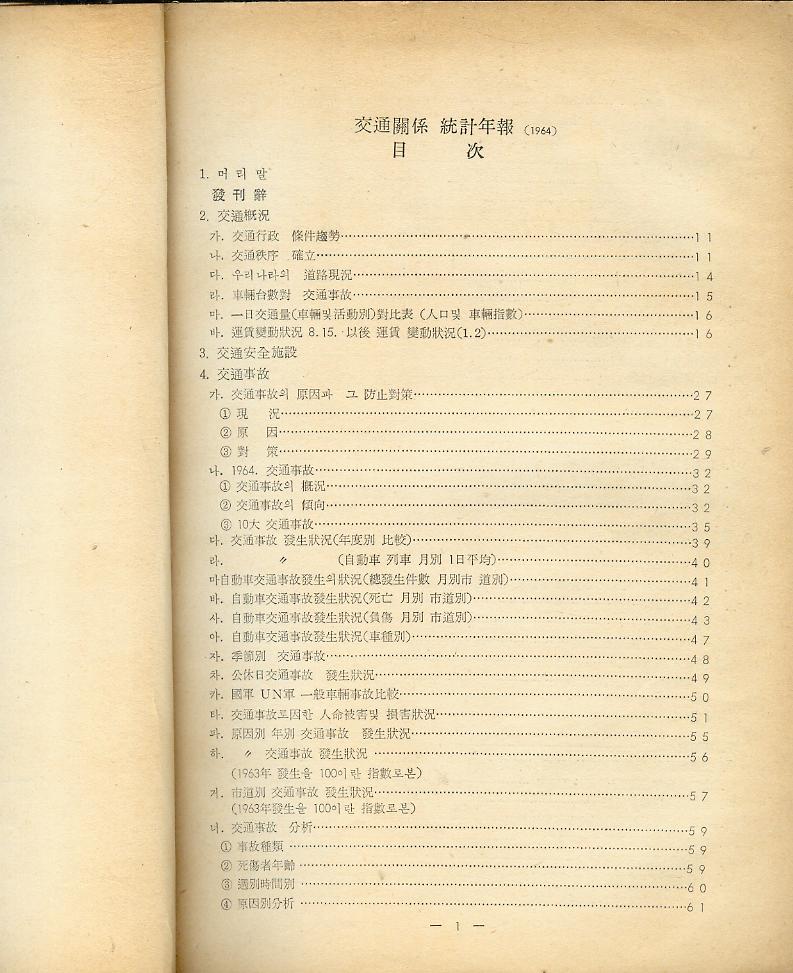 交通關係 統計年報 (1964)
目 次
1. 머리말
發刊辭
2. 交通槪況
가. 交通行政 條件趨勢……11
나. 交通秩序 確立……11
다. 우리나라의 道路現況……14
라. 車輛台數對 交通事故……15
마. 一日交通量(車輛및活動別)對比表 (人口및 車輛指數)……16
바. 運賃變動狀況 8.15. 以後 運賃 變動狀況(1.2)……16
3. 交通安全施設
4. 交通事故
가. 交通事故의 原因과 그 防止對策……27
① 現 況……27
② 原 因……28
③ 對 策……29
나. 1964. 交通事故……32
① 交通事故의 槪況……32
② 交通事故의 傾向……32
③ 10大 交通事故……35
다. 交通事故 發生狀況(年度別 比較)……39
라. 〃 (自動車 列車 月別 1日平均)……40
마自動車交通事故發生의狀況(總發生件數 月別市 道別)……41
바. 自動車交通事故發生狀況(死亡 月別 市道別)……42
사. 自動車交通事故發生狀況(負傷 月別 市道別)……43
아. 自動車交通事故發生狀況(車種別)……47
자. 季節別 交通事故……48
차. 公休日交通事故 發生狀況……49
카. 國軍 UN軍 一般車輛事故比較……50
타. 交通事故로因한 人命被害및 損害狀況……51
파. 原因別 年別 交通事故 發生狀況……55
하. 〃 交通事故 發生狀況……56
(1963年 發生을 100이란 指數로본)
거. 市道別 交通事故 發生狀況……57
(1963年發生을 100이란 指數로본)
너. 交通事故 分析……59
① 事故種類……59
② 死傷者年齡……59
③ 週別時間別……60
④ 原因別分析……61
— 1 —